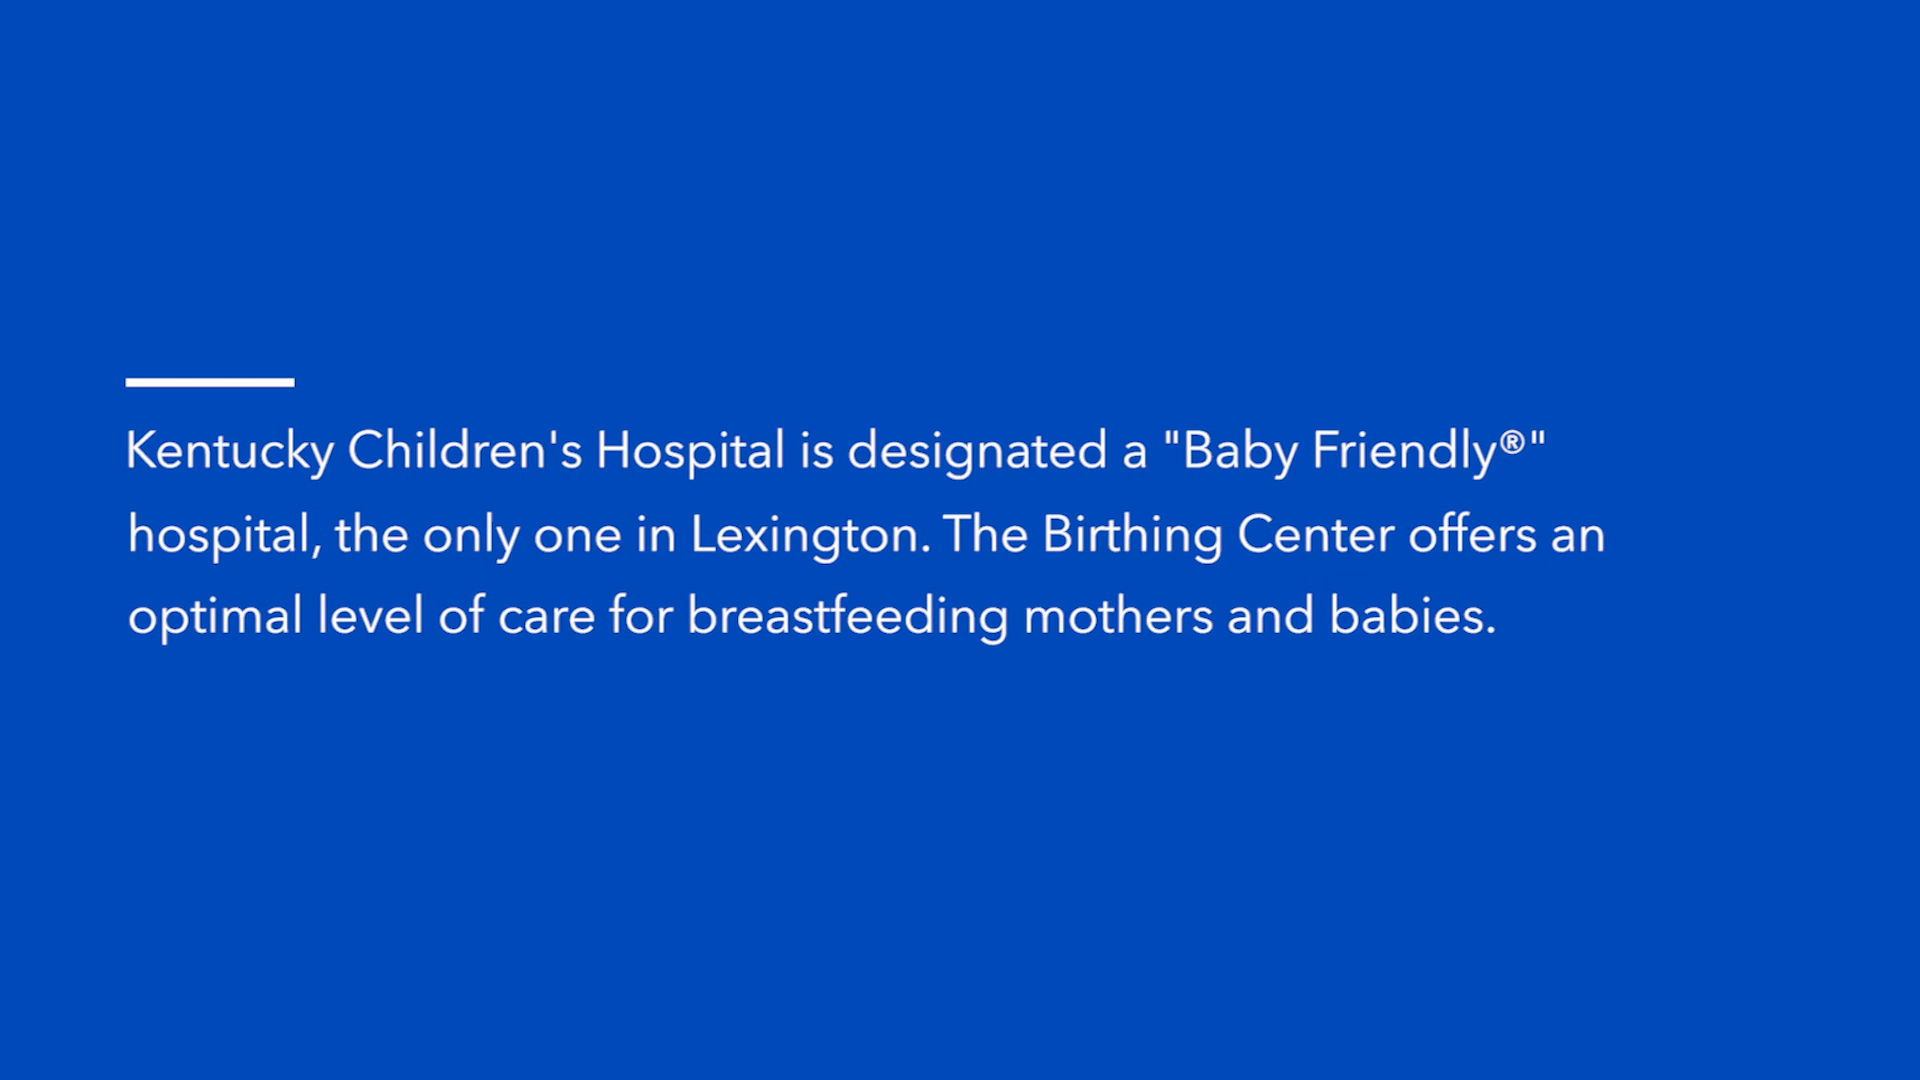 Kentucky Children's Hospital is designated a "Baby Friendly®"
hospital, the only one in Lexington. The Birthing Center offers an
optimal level of care for breastfeeding mothers and babies.